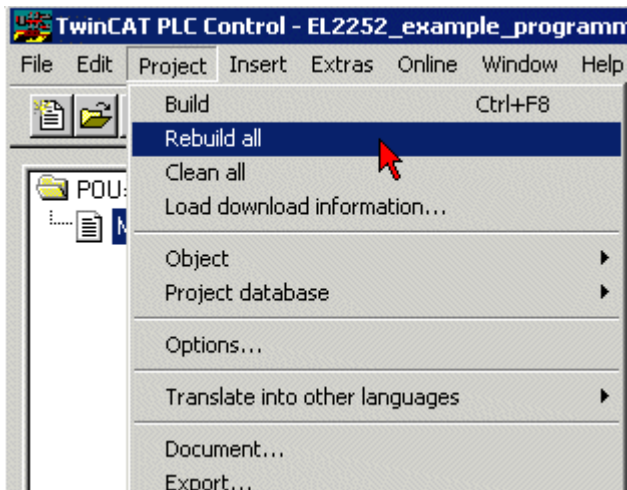 TwinCAT PLC Control - EL2252_example_programm
File Edit Project Insert Extras Online Window Help
Build Ctrl+F8
Rebuild all
Clean all
Load download information...
Object
Project database
Options...
Translate into other languages
Document...
Export...